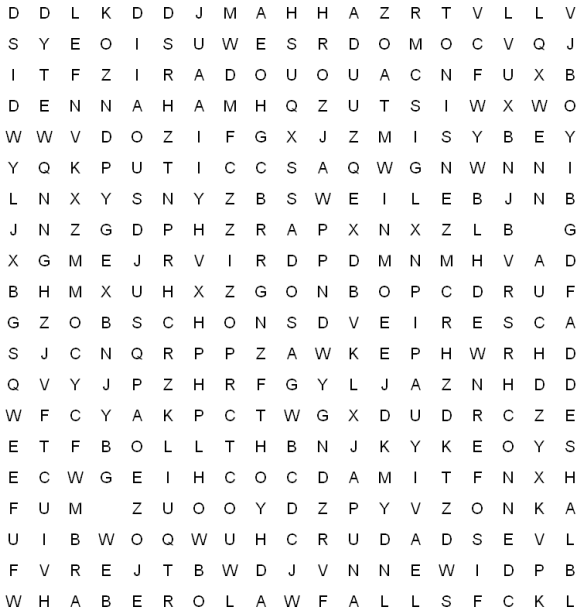 D D L K D D J M A H H A Z R T V L L V
S Y E O I S U W E S R D O M O C V Q J
I T F Z I R A D O U O U A C N F U X B
D E N N A H A M H Q Z U T S I W X W O
W W V D O Z I F G X J Z M I S Y B E Y
Y Q K P U T I C C S A Q W G N W N N I
L N X Y S N Y Z B S W E I L E B J N B
J N Z G D P H Z R A P X N X Z L B   G
X G M E J R V I R D P D M N M H V A D
B H M X U H X Z G O N B O P C D R U F
G Z O B S C H O N S D V E I R E S C A
S J C N Q R P P Z A W K E P H W R H D
Q V Y J P Z H R F G Y L J A Z N H D D
W F C Y A K P C T W G X D U D R C Z E
E T F B O L L T H B N J K Y K E O Y S
E C W G E I H C O C D A M I T F N X H
F U M   Z U O O Y D Z P Y V Z O N K A
U I B W O Q W U H C R U D A D S E V L
F V R E J T B W D J V N N E W I D P B
W H A B E R O L A W F A L L S F C K L